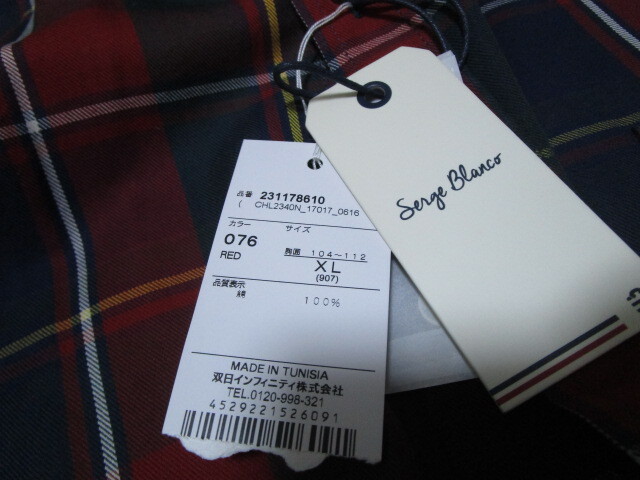 品番 231178610
( CHL2340N_17017_0616
カラー サイズ
076 胸囲 104～112
RED XL
(907)
品質表示
綿 100%
MADE IN TUNISIA
双日インフィニティ株式会社
TEL.0120-998-321
4529221526091
Serge Blanco